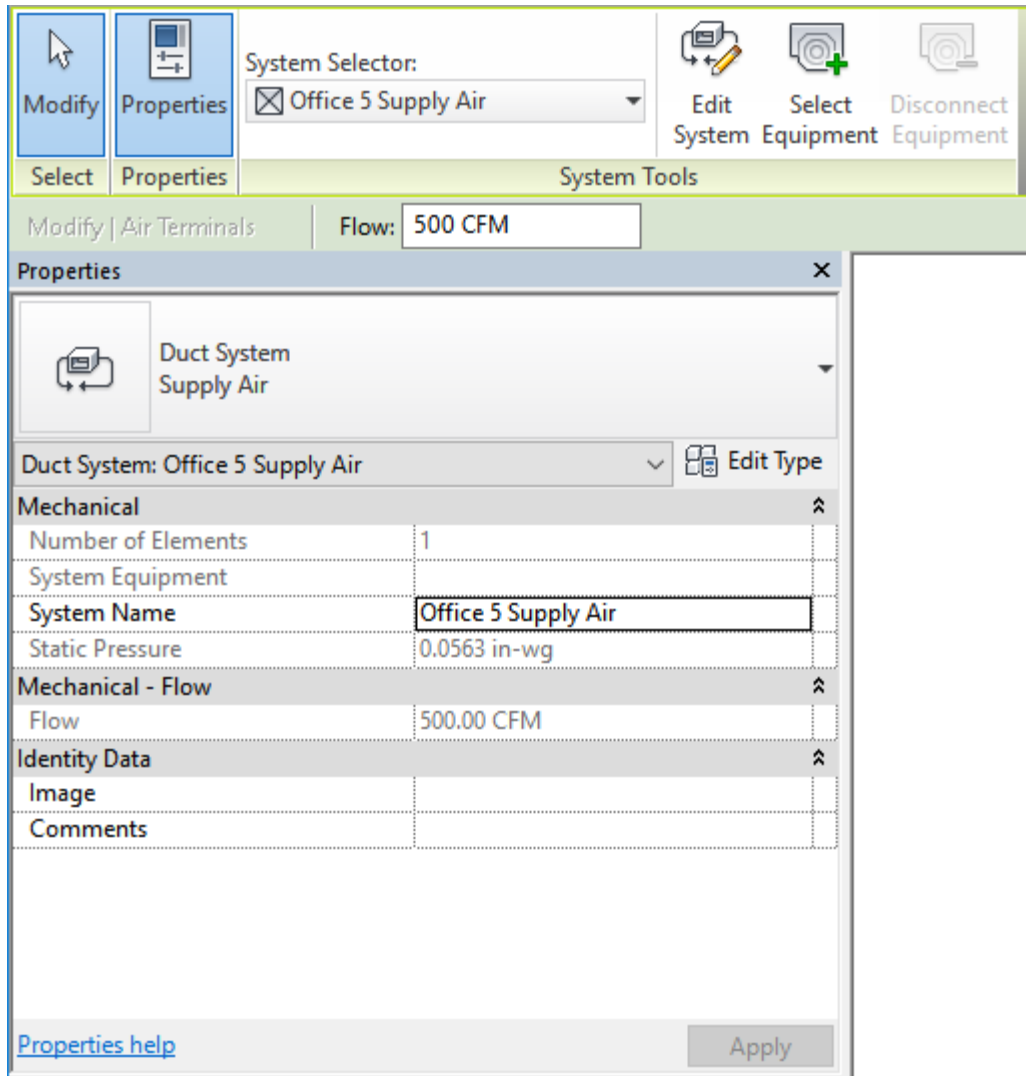 System Selector:
Modify
Properties
Office 5 Supply Air
Edit System
Select Equipment
Disconnect Equipment
Select
Properties
System Tools
Modify | Air Terminals
Flow: 500 CFM
Properties
Duct System
Supply Air
Duct System: Office 5 Supply Air
Edit Type
Mechanical
Number of Elements 1
System Equipment
System Name Office 5 Supply Air
Static Pressure 0.0563 in-wg
Mechanical - Flow
Flow 500.00 CFM
Identity Data
Image
Comments
Properties help
Apply